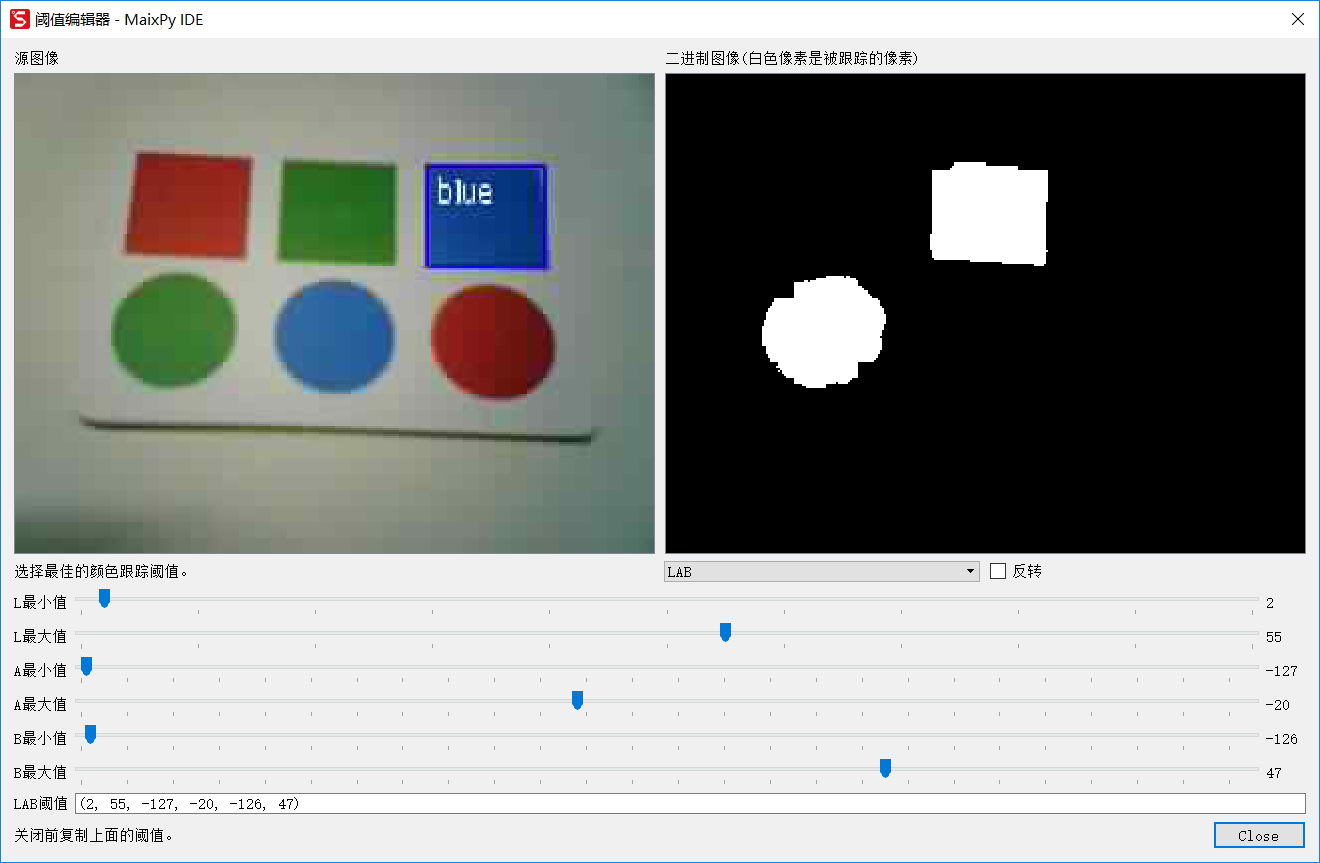 阈值编辑器 - MaixPy IDE
源图像
二进制图像(白色像素是被跟踪的像素)
blue
选择最佳的颜色跟踪阈值。
LAB
反转
L最小值 2
L最大值 55
A最小值 -127
A最大值 -20
B最小值 -126
B最大值 47
LAB阈值 (2, 55, -127, -20, -126, 47)
关闭前复制上面的阈值。
Close